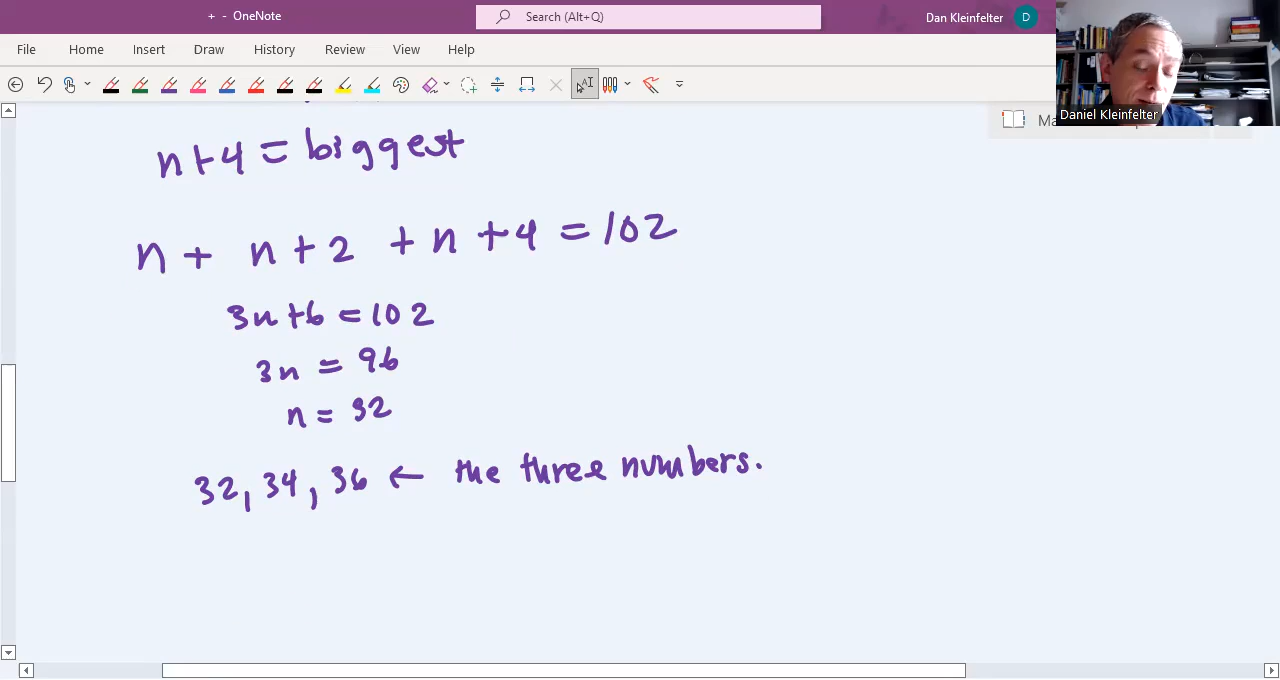 + - OneNote
Search (Alt+Q)
Dan Kleinfelter D
File Home Insert Draw History Review View Help
Daniel Kleinfelter
n+4 = biggest
n + n+2 + n +4 = 102
3n+6 = 102
3n = 96
n = 32
32, 34, 36 ← the three numbers.